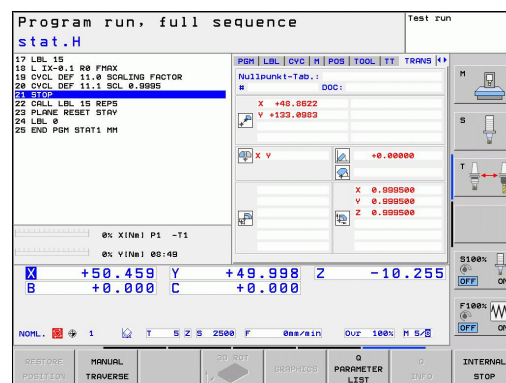 Program run, full sequence
stat.H
Test run
17 LBL 15
18 L IX-0.1 R0 FMAX
19 CYCL DEF 11.0 SCALING FACTOR
20 CYCL DEF 11.1 SCL 0.9995
21 STOP
22 CALL LBL 15 REP5
23 PLANE RESET STAY
24 LBL 0
25 END PGM STAT1 MM
PGM LBL CYC M POS TOOL TT TRANS
Nullpunkt-Tab.:
# DOC:
X +48.8622
Y +133.0983
X Y
+0.00000
X 0.999500
Y 0.999500
Z 0.999500
0% X[Nm] P1 -T1
0% Y[Nm] 08:49
X +50.459 Y +49.998 Z -10.255
B +0.000 C +0.000
NOML. 1 T 5 Z S 2500 F 0mm/min Our 100% M 5/8
M
S
T
S100%
OFF ON
F100%
OFF ON
RESTORE POSITION
MANUAL TRAVERSE
3D ROT
GRAPHICS
Q PARAMETER LIST
Q INFO
INTERNAL STOP